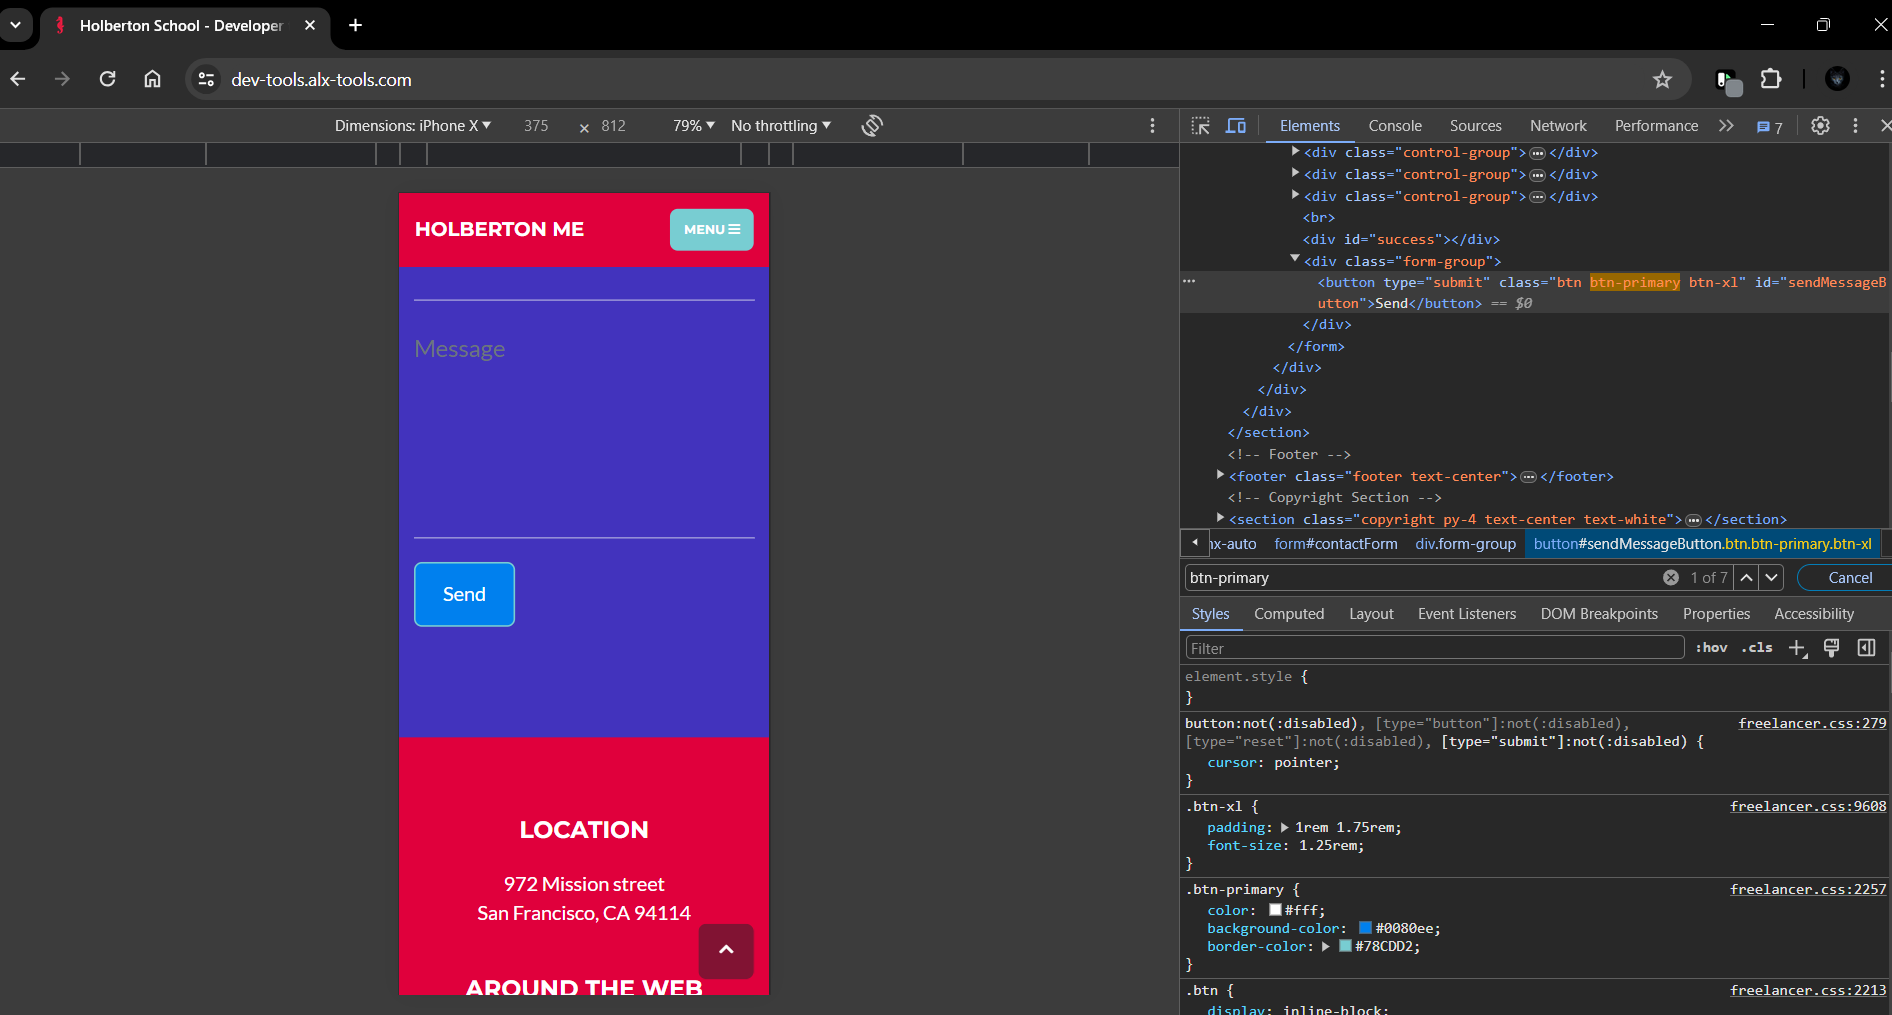 Holberton School - Developer
dev-tools.alx-tools.com
Dimensions: iPhone X ▼ 375 × 812 79% ▼ No throttling ▼
Elements Console Sources Network Performance 7
HOLBERTON ME
MENU
Message
Send
LOCATION
972 Mission street
San Francisco, CA 94114
AROUND THE WEB
<div class="control-group">…</div>
<div class="control-group">…</div>
<div class="control-group">…</div>
<br>
<div id="success"></div>
<div class="form-group">
<button type="submit" class="btn btn-primary btn-xl" id="sendMessageB
utton">Send</button> == $0
</div>
</form>
</div>
</div>
</div>
</section>
<!-- Footer -->
<footer class="footer text-center">…</footer>
<!-- Copyright Section -->
<section class="copyright py-4 text-center text-white">…</section>
nx-auto form#contactForm div.form-group button#sendMessageButton.btn.btn-primary.btn-xl
btn-primary 1 of 7 Cancel
Styles Computed Layout Event Listeners DOM Breakpoints Properties Accessibility
Filter :hov .cls
element.style {
}
button:not(:disabled), [type="button"]:not(:disabled), freelancer.css:279
[type="reset"]:not(:disabled), [type="submit"]:not(:disabled) {
cursor: pointer;
}
.btn-xl { freelancer.css:9608
padding: 1rem 1.75rem;
font-size: 1.25rem;
}
.btn-primary { freelancer.css:2257
color: #fff;
background-color: #0080ee;
border-color: #78CDD2;
}
.btn { freelancer.css:2213
display: inline-block;